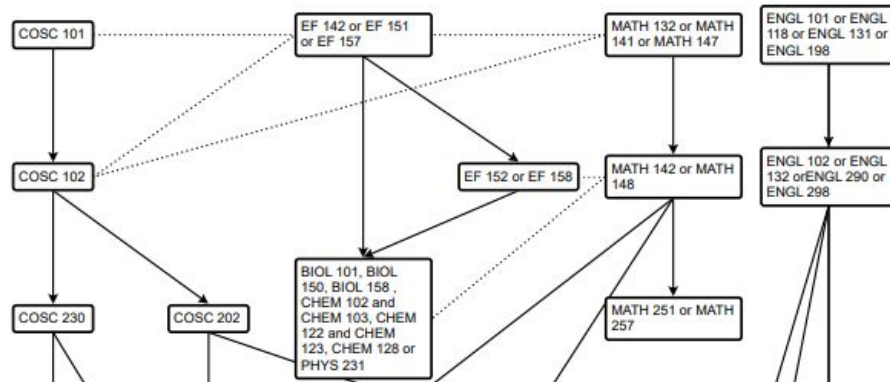 COSC 101
EF 142 or EF 151
or EF 157
MATH 132 or MATH
141 or MATH 147
ENGL 101 or ENGL
118 or ENGL 131 or
ENGL 198
COSC 102
EF 152 or EF 158
MATH 142 or MATH
148
ENGL 102 or ENGL
132 orENGL 290 or
ENGL 298
COSC 230
COSC 202
BIOL 101, BIOL
150, BIOL 158 ,
CHEM 102 and
CHEM 103, CHEM
122 and CHEM
123, CHEM 128 or
PHYS 231
MATH 251 or MATH
257